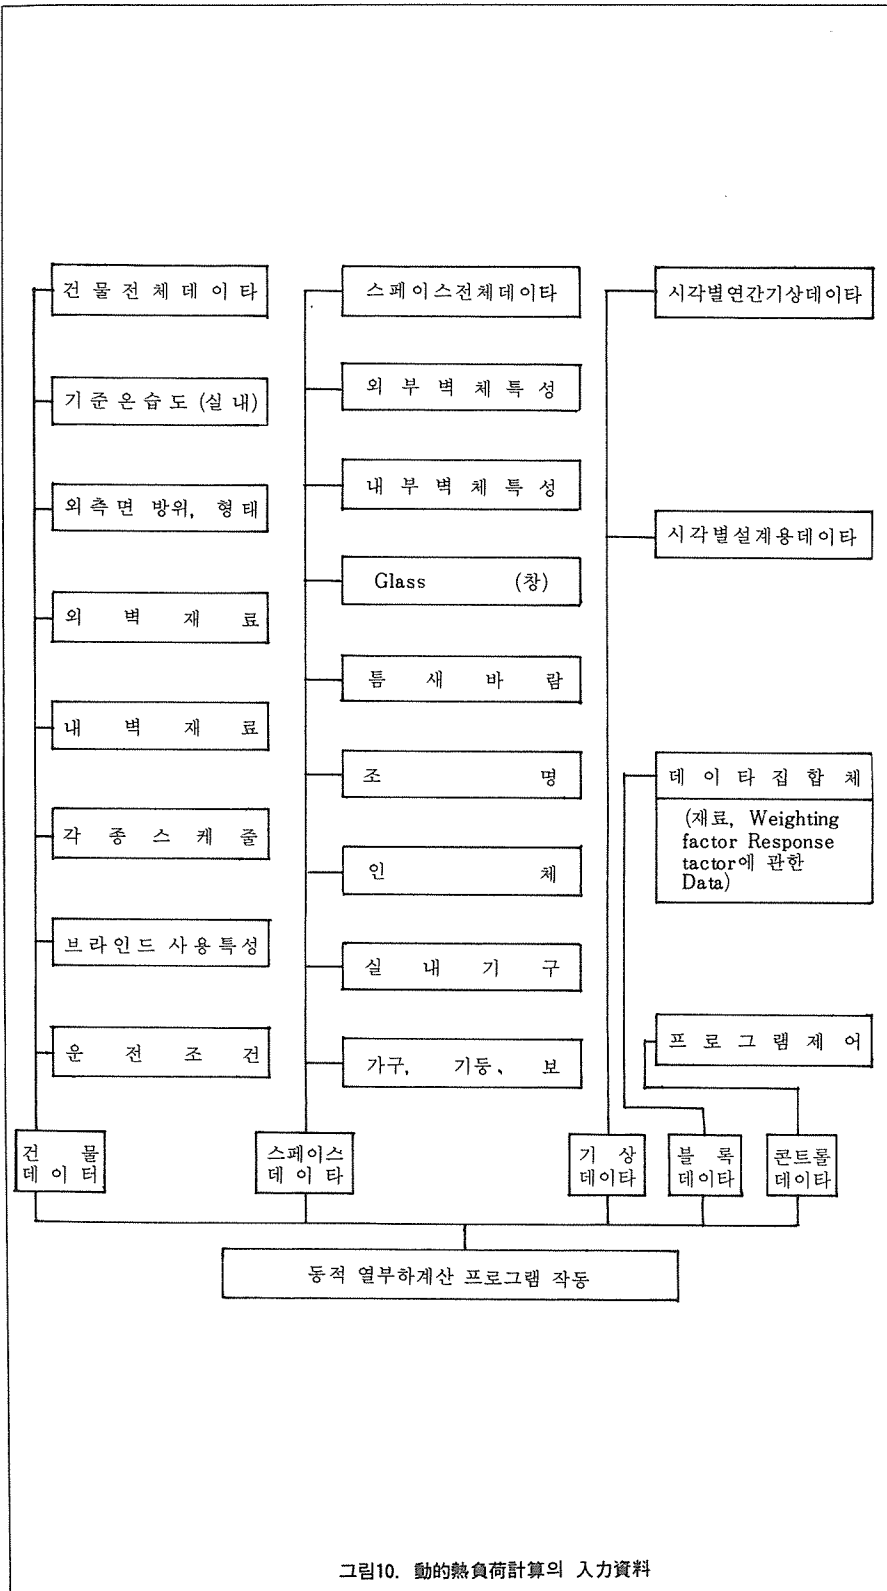 건물전체데이타
기준온습도 (실내)
외측면 방위, 형태
외벽재료
내벽재료
각종스케줄
브라인드 사용특성
운전조건
건물
데이터
스페이스전체데이타
외부벽체특성
내부벽체특성
Glass (창)
틈새바람
조명
인체
실내기구
가구, 기둥、보
스페이스
데이타
시각별연간기상데이타
시각별설계용데이타
기상
데이타
데이타집합체
(재료, Weighting
factor Response
tactor에 관한
Data)
블록
데이타
프로그램제어
콘트롤
데이타
동적 열부하계산 프로그램 작동
그림10. 動的熱負荷計算의 入力資料